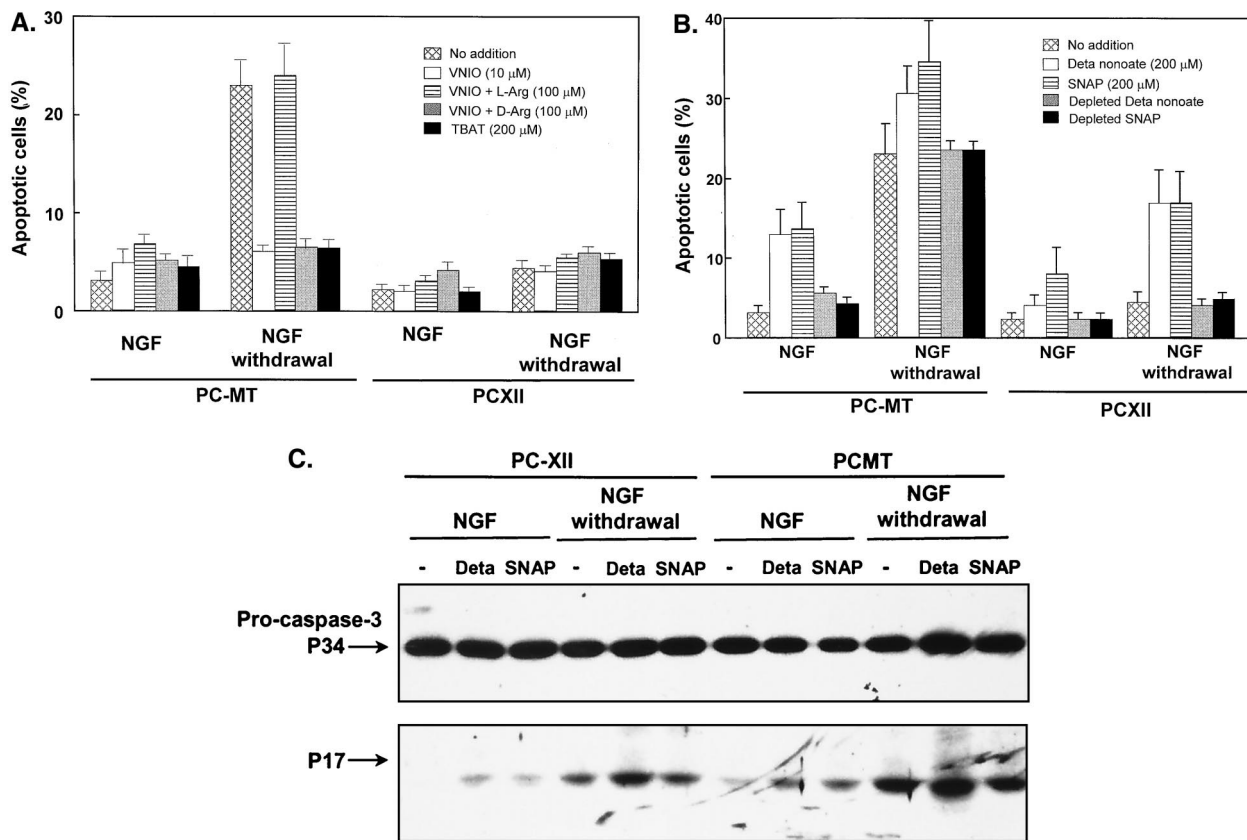 A.
Apoptotic cells (%)
30
20
10
0
No addition
VNIO (10 μM)
VNIO + L-Arg (100 μM)
VNIO + D-Arg (100 μM)
TBAT (200 μM)
NGF
NGF
withdrawal
NGF
NGF
withdrawal
PC-MT
PCXII
B.
Apoptotic cells (%)
40
30
20
10
0
No addition
Deta nonoate (200 μM)
SNAP (200 μM)
Depleted Deta nonoate
Depleted SNAP
NGF
NGF
withdrawal
NGF
NGF
withdrawal
PC-MT
PCXII
C.
PC-XII
PCMT
NGF
NGF
withdrawal
NGF
NGF
withdrawal
- Deta SNAP - Deta SNAP - Deta SNAP - Deta SNAP
Pro-caspase-3
P34
P17